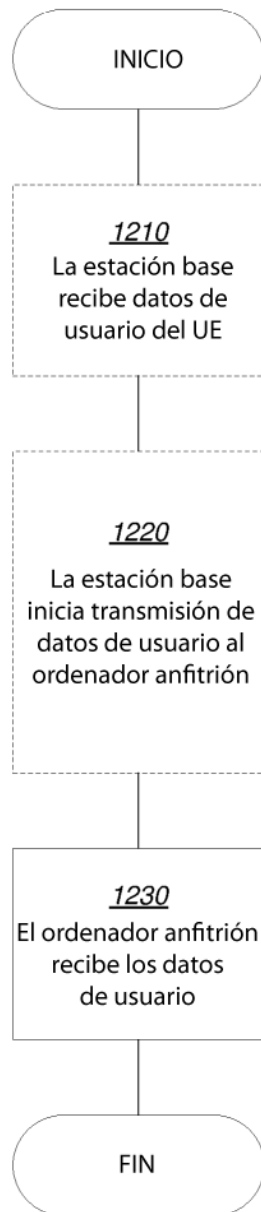 INICIO
1210
La estación base
recibe datos de
usuario del UE
1220
La estación base
inicia transmisión de
datos de usuario al
ordenador anfitrión
1230
El ordenador anfitrión
recibe los datos
de usuario
FIN